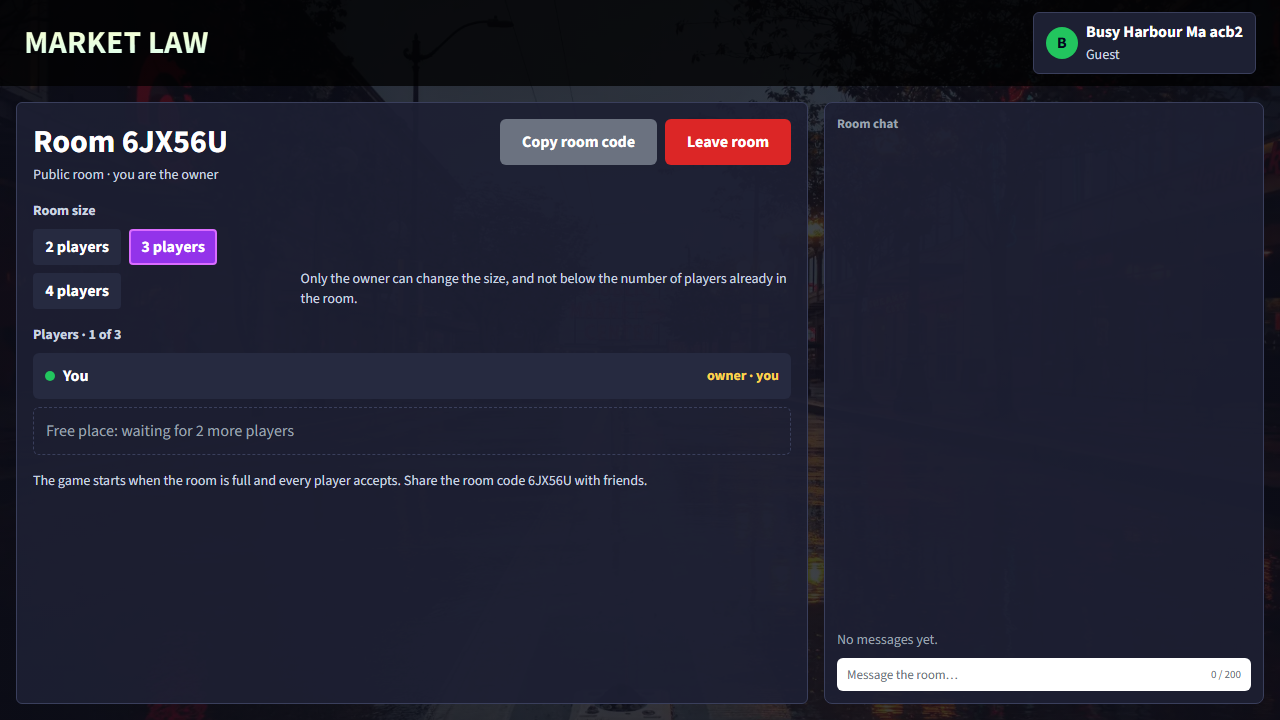 MARKET LAW
B
Busy Harbour Ma acb2
Guest
Room 6JX56U
Copy room code
Leave room
Public room · you are the owner
Room size
2 players
3 players
4 players
Only the owner can change the size, and not below the number of players already in
the room.
Players · 1 of 3
You
owner · you
Free place: waiting for 2 more players
The game starts when the room is full and every player accepts. Share the room code 6JX56U with friends.
Room chat
No messages yet.
Message the room…
0 / 200